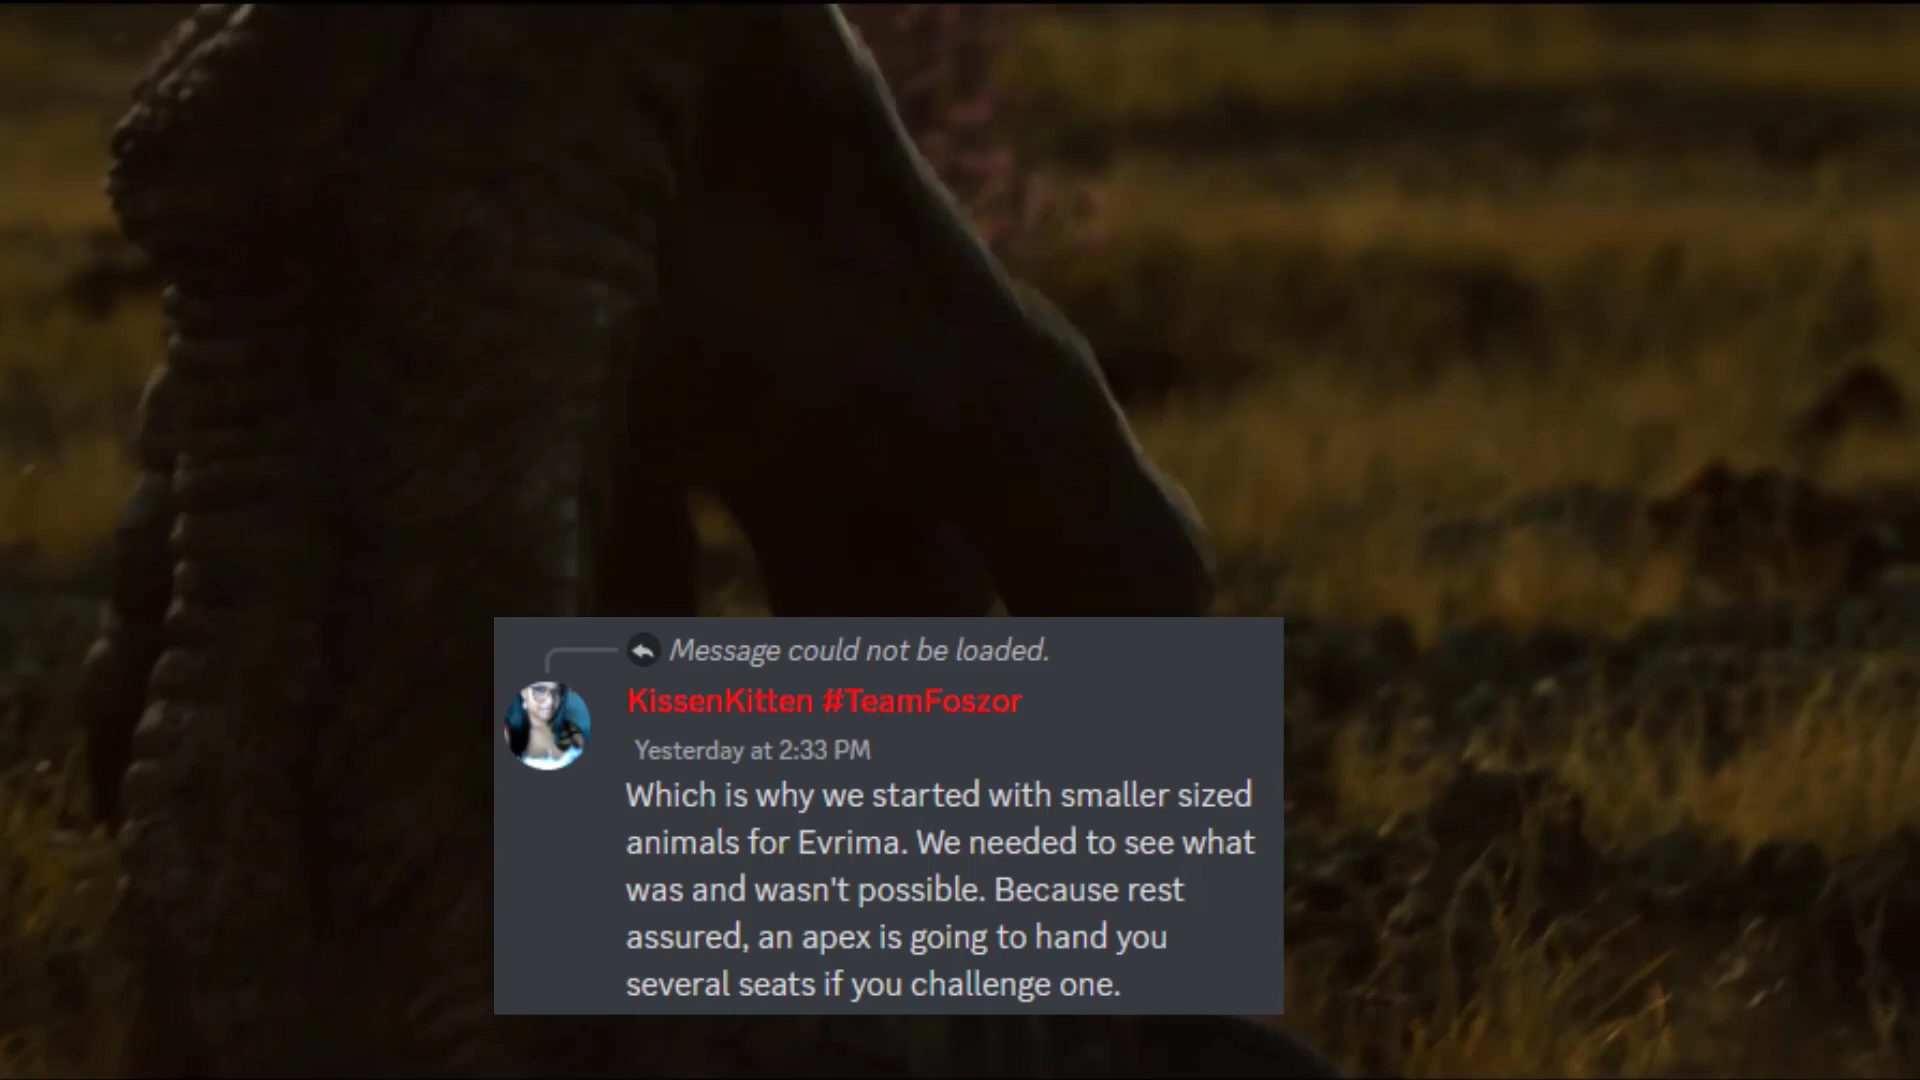 Message could not be loaded.
KissenKitten #TeamFoszor
Yesterday at 2:33 PM
Which is why we started with smaller sized
animals for Evrima. We needed to see what
was and wasn't possible. Because rest
assured, an apex is going to hand you
several seats if you challenge one.